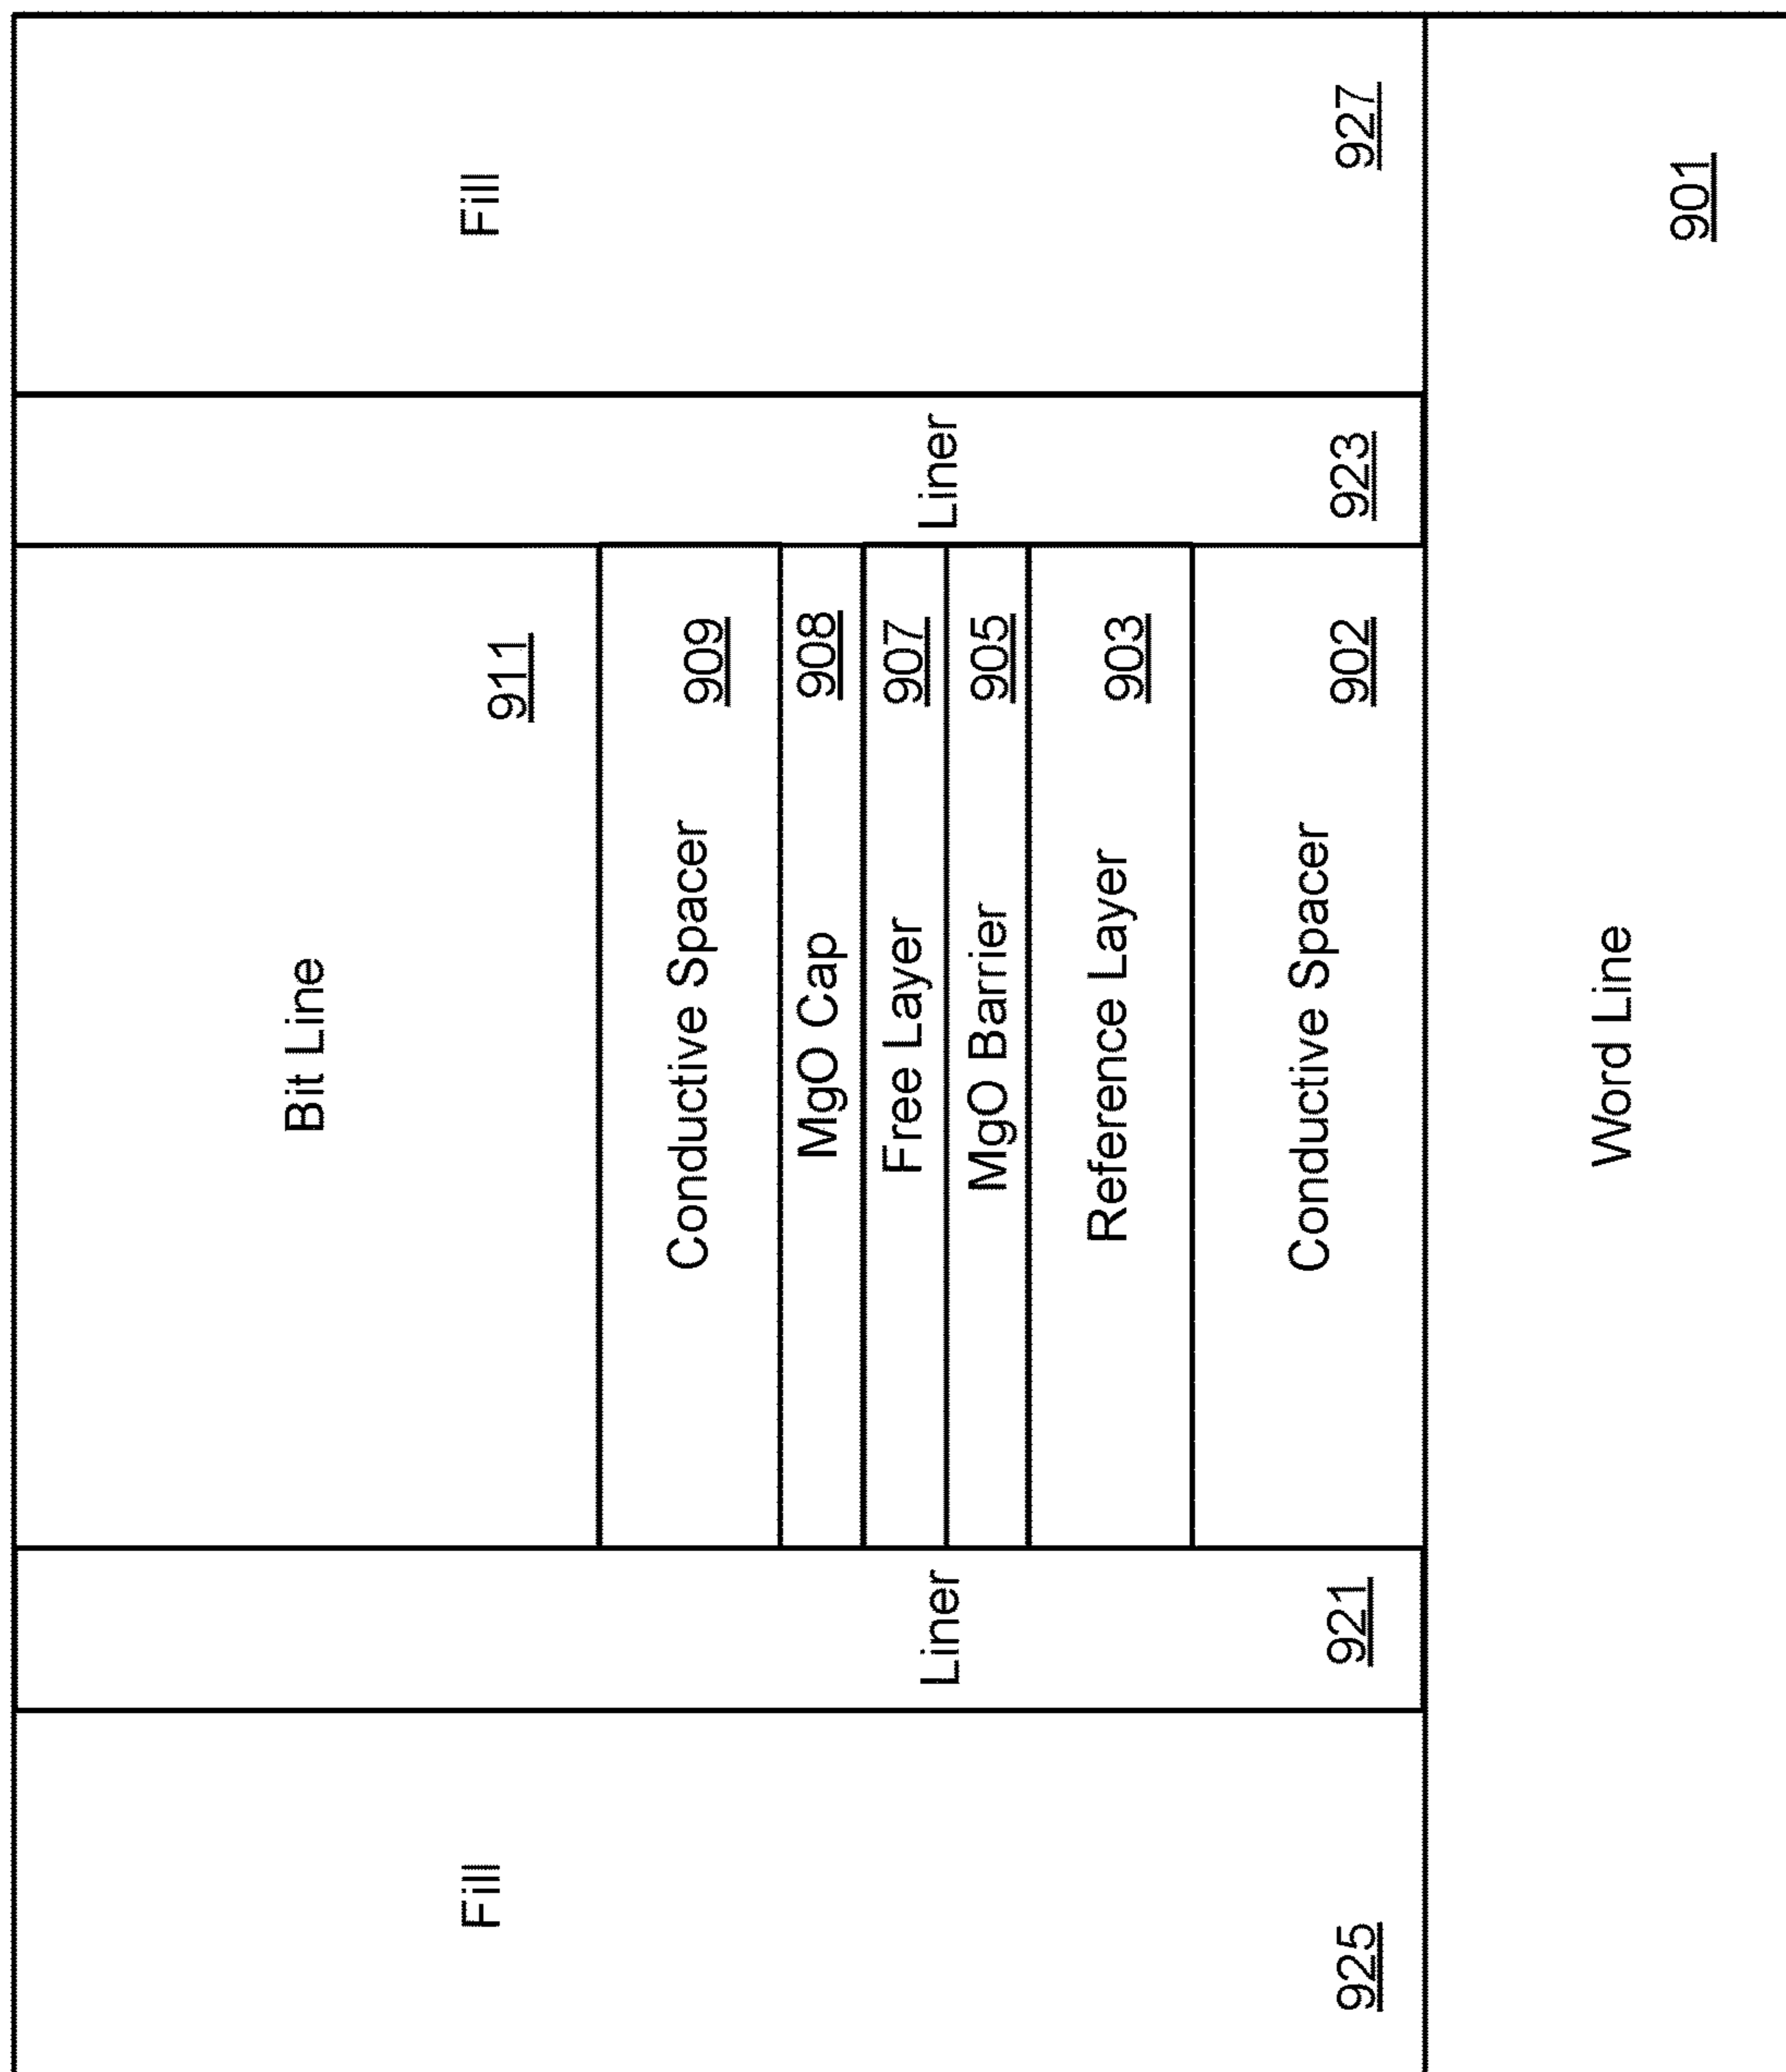 Bit Line
911
Conductive Spacer
909
MgO Cap
908
Free Layer
907
MgO Barrier
905
Reference Layer
903
Conductive Spacer
902
Fill
925
Liner
921
Liner
923
Fill
927
Word Line
901